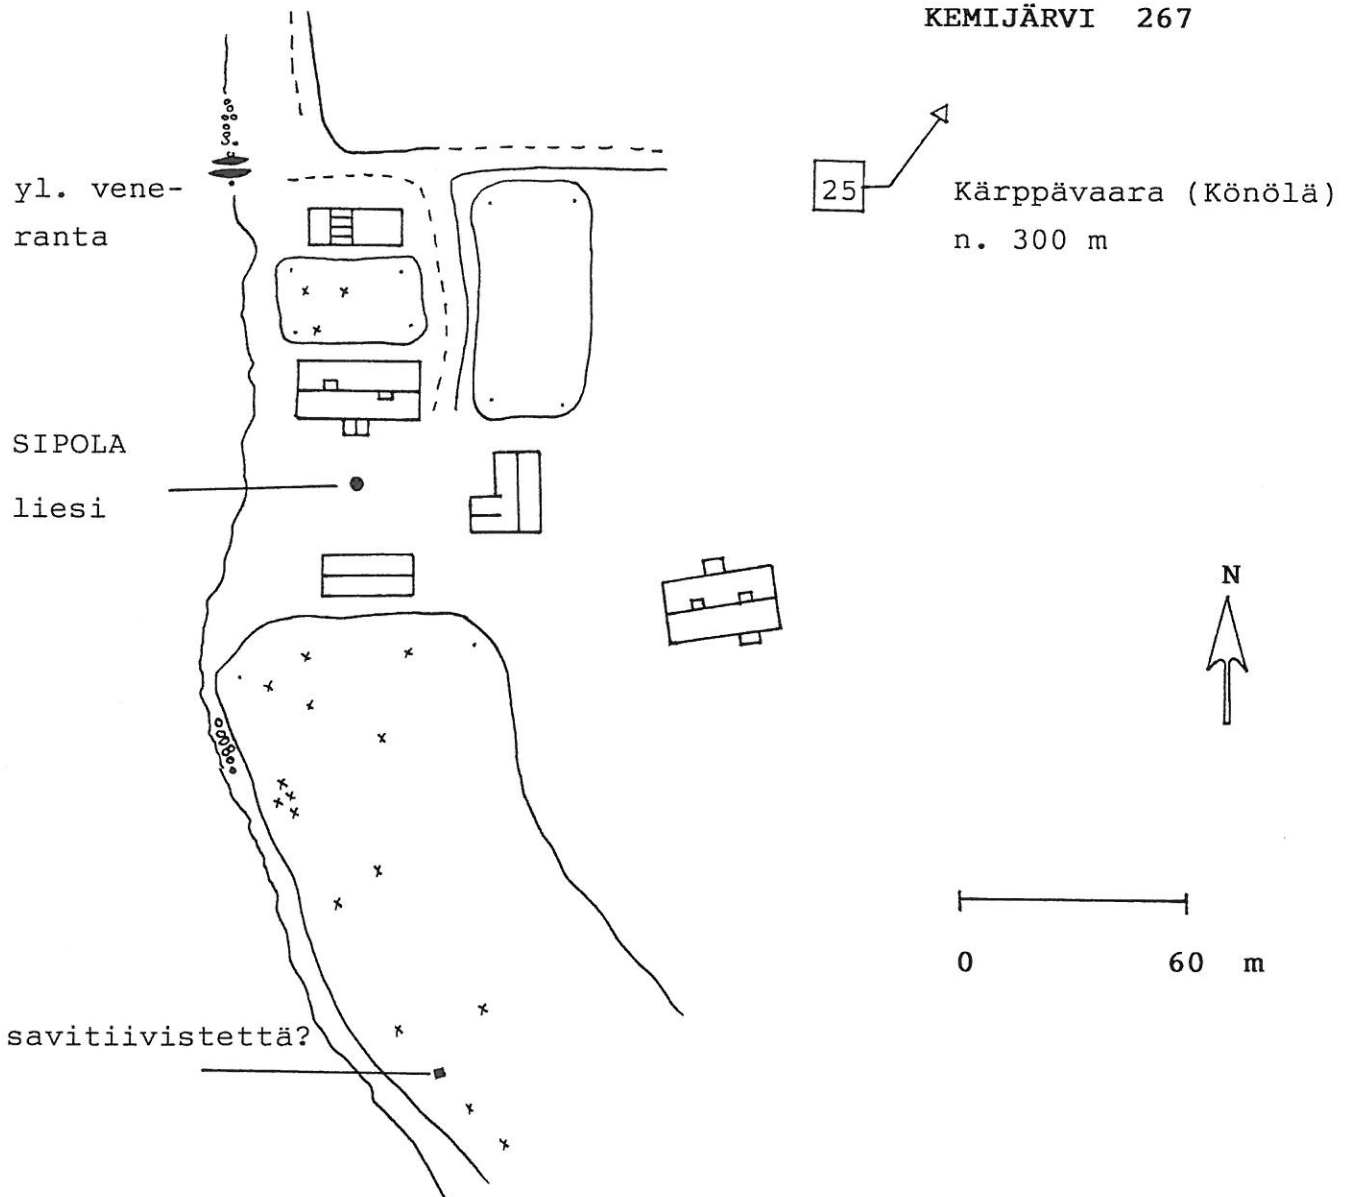 KEMIJÄRVI 267
25
Kärppävaara (Könölä)
n. 300 m
yl. vene-
ranta
SIPOLA
liesi
N
0 60 m
savitiivistettä?